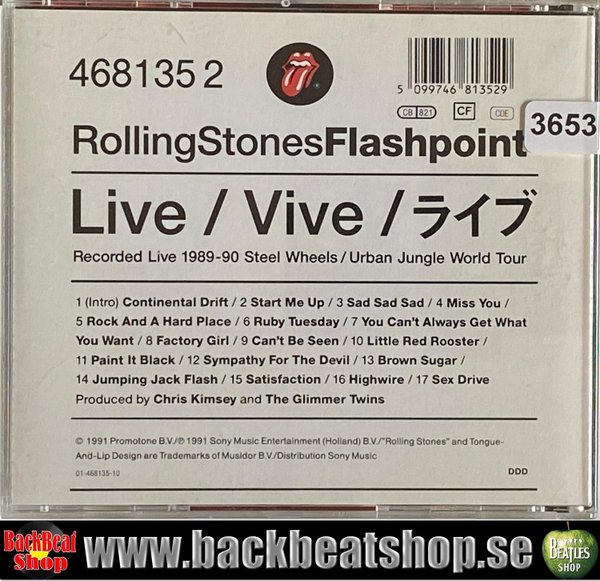 468135 2
5 099746 813529
CB 821 CF CDE
3653
RollingStonesFlashpoint
Live / Vive / ライブ
Recorded Live 1989-90 Steel Wheels / Urban Jungle World Tour
1 (Intro) Continental Drift / 2 Start Me Up / 3 Sad Sad Sad / 4 Miss You /
5 Rock And A Hard Place / 6 Ruby Tuesday / 7 You Can't Always Get What
You Want / 8 Factory Girl / 9 Can't Be Seen / 10 Little Red Rooster /
11 Paint It Black / 12 Sympathy For The Devil / 13 Brown Sugar /
14 Jumping Jack Flash / 15 Satisfaction / 16 Highwire / 17 Sex Drive
Produced by Chris Kimsey and The Glimmer Twins
© 1991 Promotone B.V./℗ 1991 Sony Music Entertainment (Holland) B.V./"Rolling Stones" and Tongue-
And-Lip Design are Trademarks of Musidor B.V./Distribution Sony Music
01-468135-10
DDD
BackBeat
Shop
www.backbeatshop.se
BEATLES
SHOP